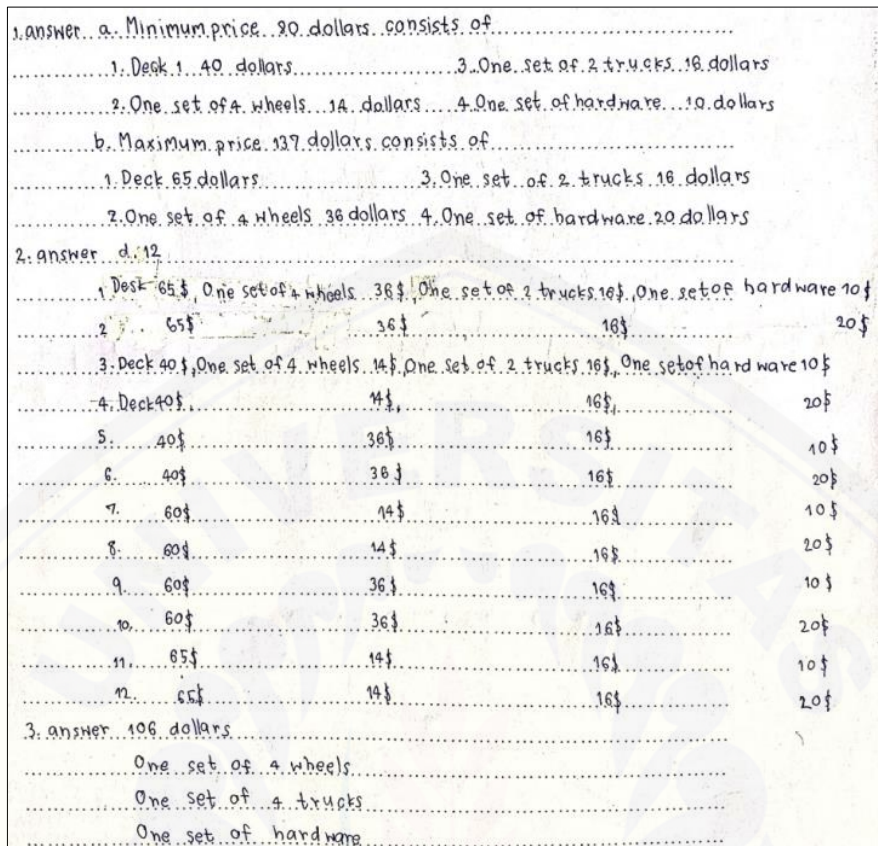 1. answer a. Minimum price 80 dollars consists of
1. Deck 1 40 dollars 3. One set of 2 trucks 16 dollars
2. One set of 4 wheels 14 dollars 4. One set of hardware 10 dollars
b. Maximum price 137 dollars consists of
1. Deck 65 dollars 3. One set of 2 trucks 16 dollars
2. One set of 4 wheels 36 dollars 4. One set of hardware 20 dollars
2. answer d. 12
1 Desk 65$, One set of 4 wheels 36$, One set of 2 trucks 16$, One set of hardware 10$
2 65$ 36$ 16$ 20$
3. Deck 40$, One set of 4 wheels 14$, One set of 2 trucks 16$, One set of hard ware 10$
4. Deck 40$, 14$, 16$, 20$
5. 40$ 36$ 16$ 10$
6. 40$ 36$ 16$ 20$
7. 60$ 14$ 16$ 10$
8. 60$ 14$ 16$ 20$
9. 60$ 36$ 16$ 10$
10. 60$ 36$ 16$ 20$
11. 65$ 14$ 16$ 10$
12. 65$ 14$ 16$ 20$
3. answer 106 dollars
One set of 4 wheels
One set of 4 trucks
One set of hardware
UNIVERSITAS